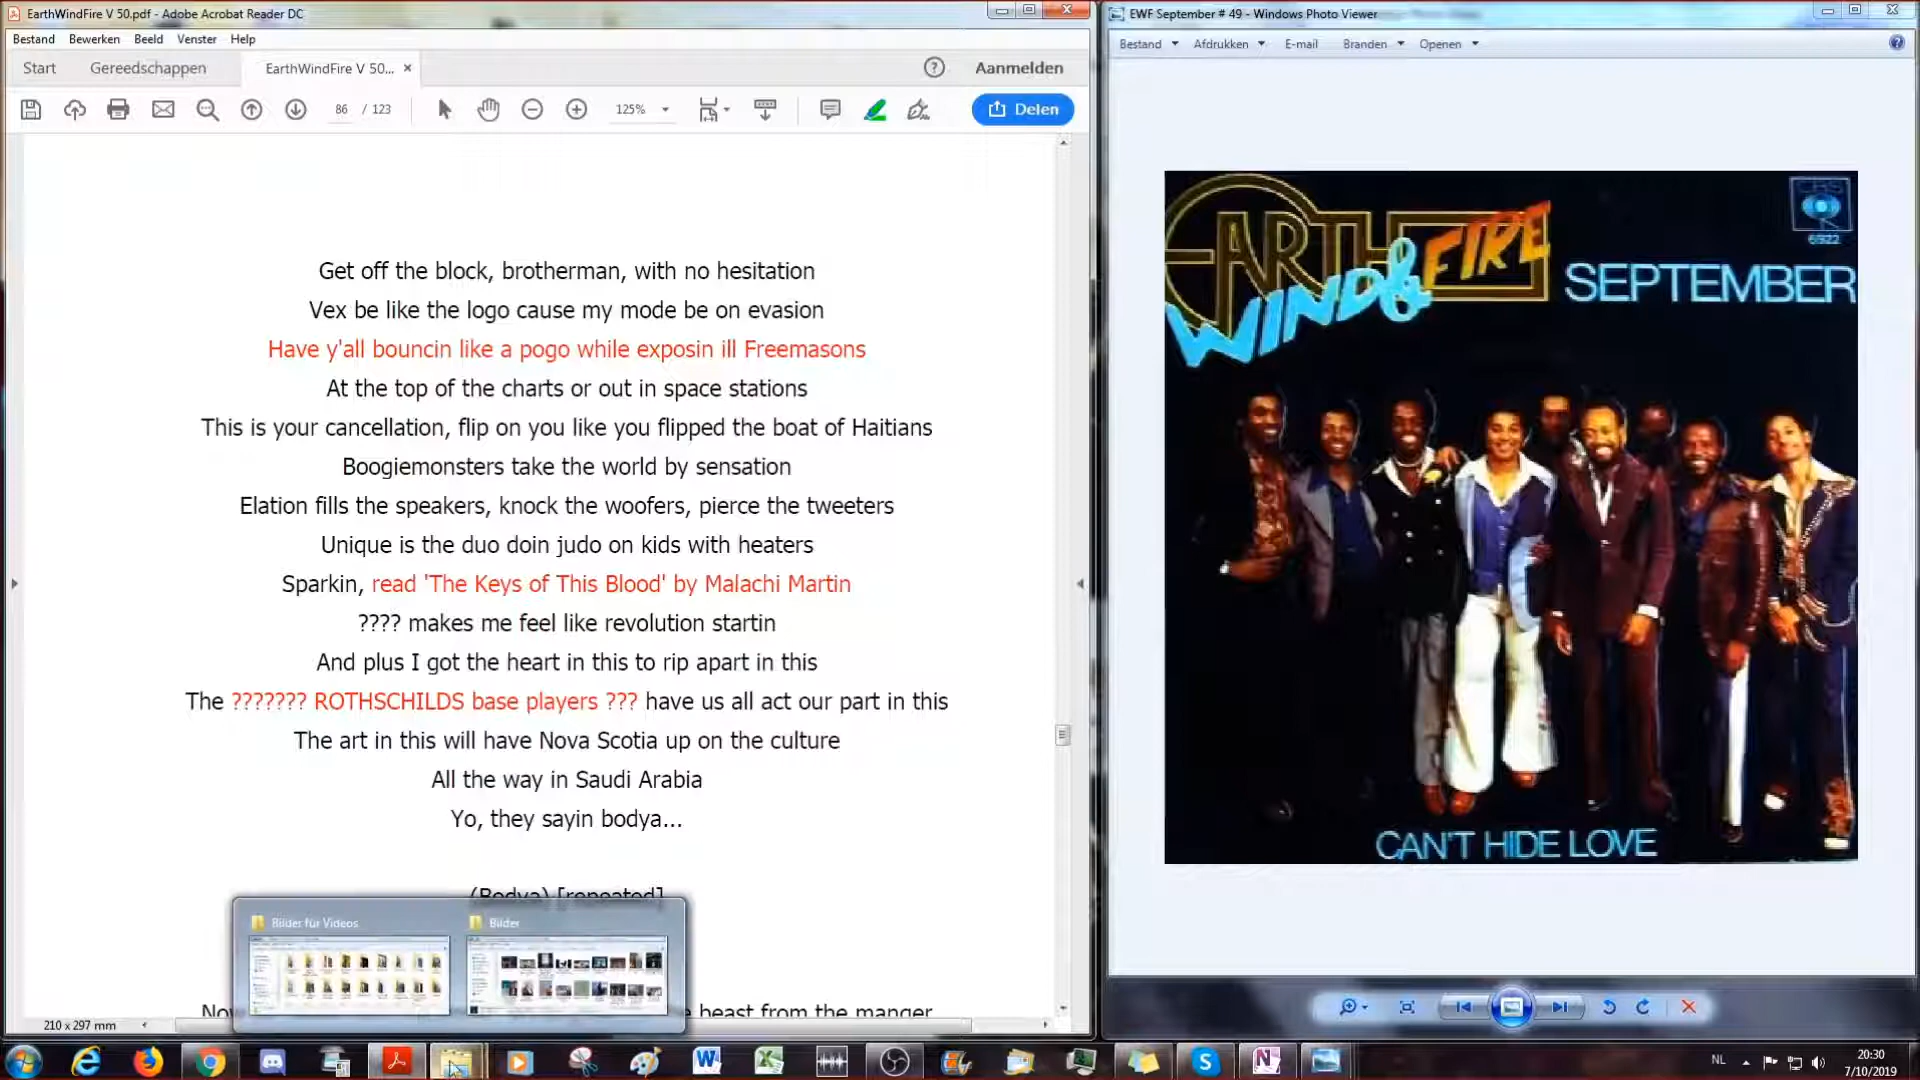 EarthWindFire V 50.pdf - Adobe Acrobat Reader DC
Bestand Bewerken Beeld Venster Help
Start Gereedschappen EarthWindFire V 50... × Aanmelden
86 / 123 125% Delen
Get off the block, brotherman, with no hesitation
Vex be like the logo cause my mode be on evasion
Have y'all bouncin like a pogo while exposin ill Freemasons
At the top of the charts or out in space stations
This is your cancellation, flip on you like you flipped the boat of Haitians
Boogiemonsters take the world by sensation
Elation fills the speakers, knock the woofers, pierce the tweeters
Unique is the duo doin judo on kids with heaters
Sparkin, read 'The Keys of This Blood' by Malachi Martin
???? makes me feel like revolution startin
And plus I got the heart in this to rip apart in this
The ??????? ROTHSCHILDS base players ??? have us all act our part in this
The art in this will have Nova Scotia up on the culture
All the way in Saudi Arabia
Yo, they sayin bodya...
(Bodya) [repeated]
beast from the manger
Bilder für Videos
Bilder
210 x 297 mm
EWF September # 49 - Windows Photo Viewer
Bestand Afdrukken E-mail Branden Openen
EARTH
WIND & FIRE
SEPTEMBER
CBS
6922
CAN'T HIDE LOVE
NL
20:30
7/10/2019